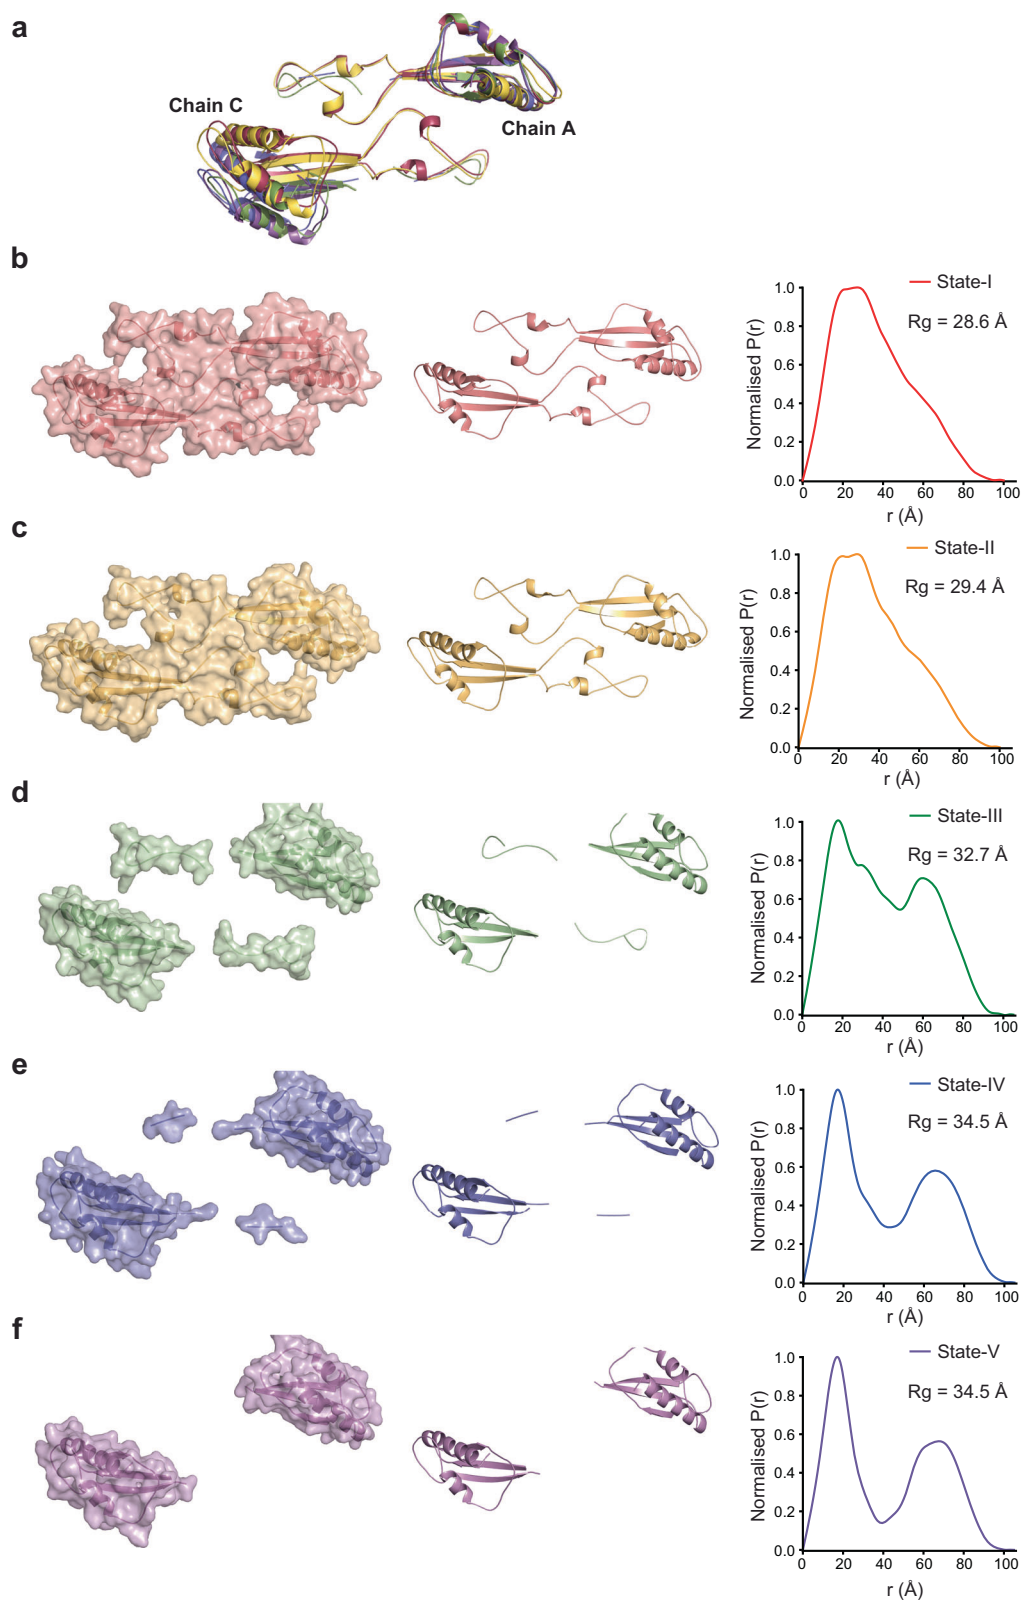 a
Chain C
Chain A
b
State-I
Rg = 28.6 Å
Normalised P(r)
1.0
0.8
0.6
0.4
0.2
0.0
0 20 40 60 80 100
r (Å)
c
State-II
Rg = 29.4 Å
Normalised P(r)
1.0
0.8
0.6
0.4
0.2
0.0
0 20 40 60 80 100
r (Å)
d
State-III
Rg = 32.7 Å
Normalised P(r)
1.0
0.8
0.6
0.4
0.2
0.0
0 20 40 60 80 100
r (Å)
e
State-IV
Rg = 34.5 Å
Normalised P(r)
1.0
0.8
0.6
0.4
0.2
0.0
0 20 40 60 80 100
r (Å)
f
State-V
Rg = 34.5 Å
Normalised P(r)
1.0
0.8
0.6
0.4
0.2
0.0
0 20 40 60 80 100
r (Å)